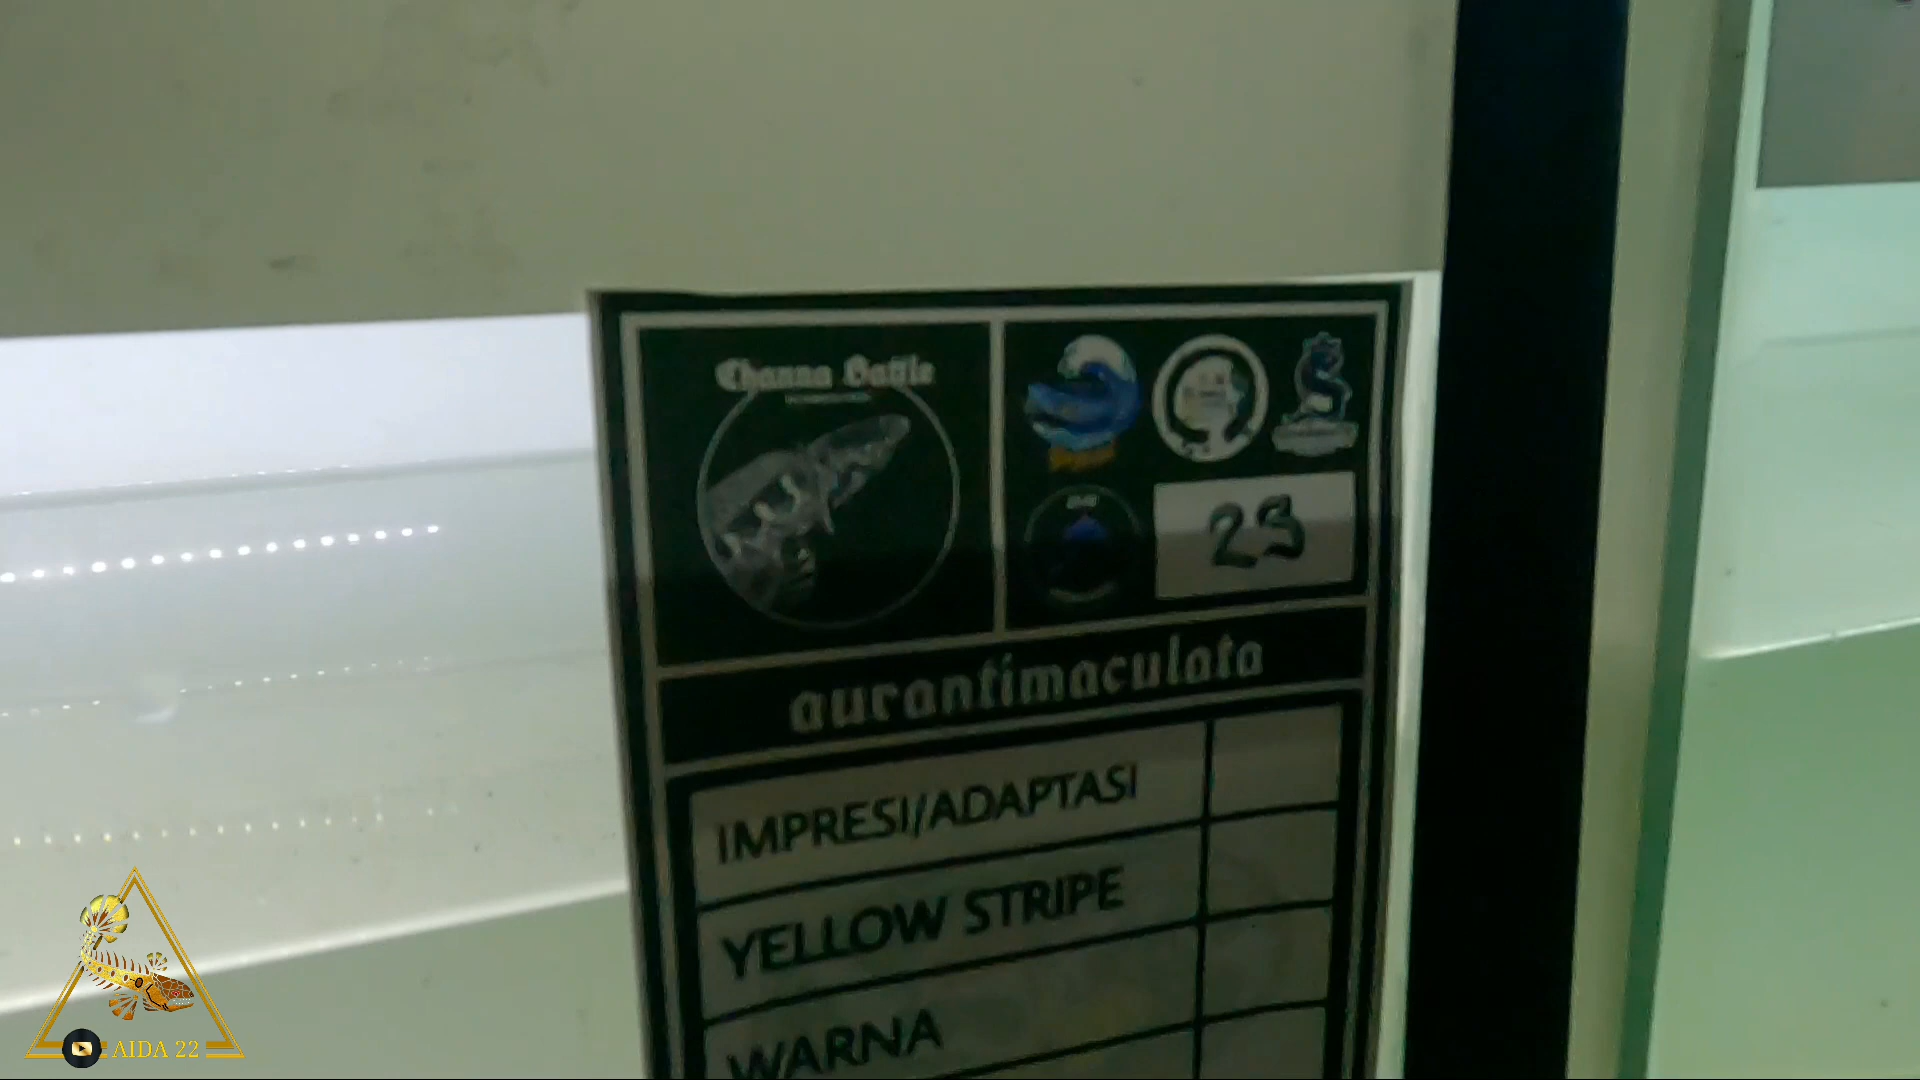 Channa Battle
23
aurantimaculata
IMPRESI/ADAPTASI
YELLOW STRIPE
WARNA
AIDA 22